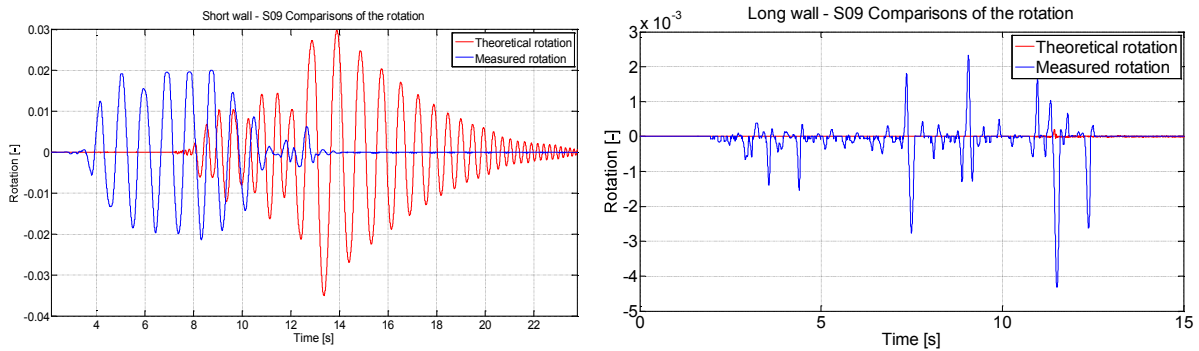 Short wall - S09 Comparisons of the rotation
0.03
0.02
0.01
0
-0.01
-0.02
-0.03
-0.04
Rotation [-]
4 6 8 10 12 14 16 18 20 22
Time [s]
Theoretical rotation
Measured rotation
Long wall - S09 Comparisons of the rotation
x 10^-3
3
2
1
0
-1
-2
-3
-4
-5
Rotation [-]
0 5 10 15
Time [s]
Theoretical rotation
Measured rotation